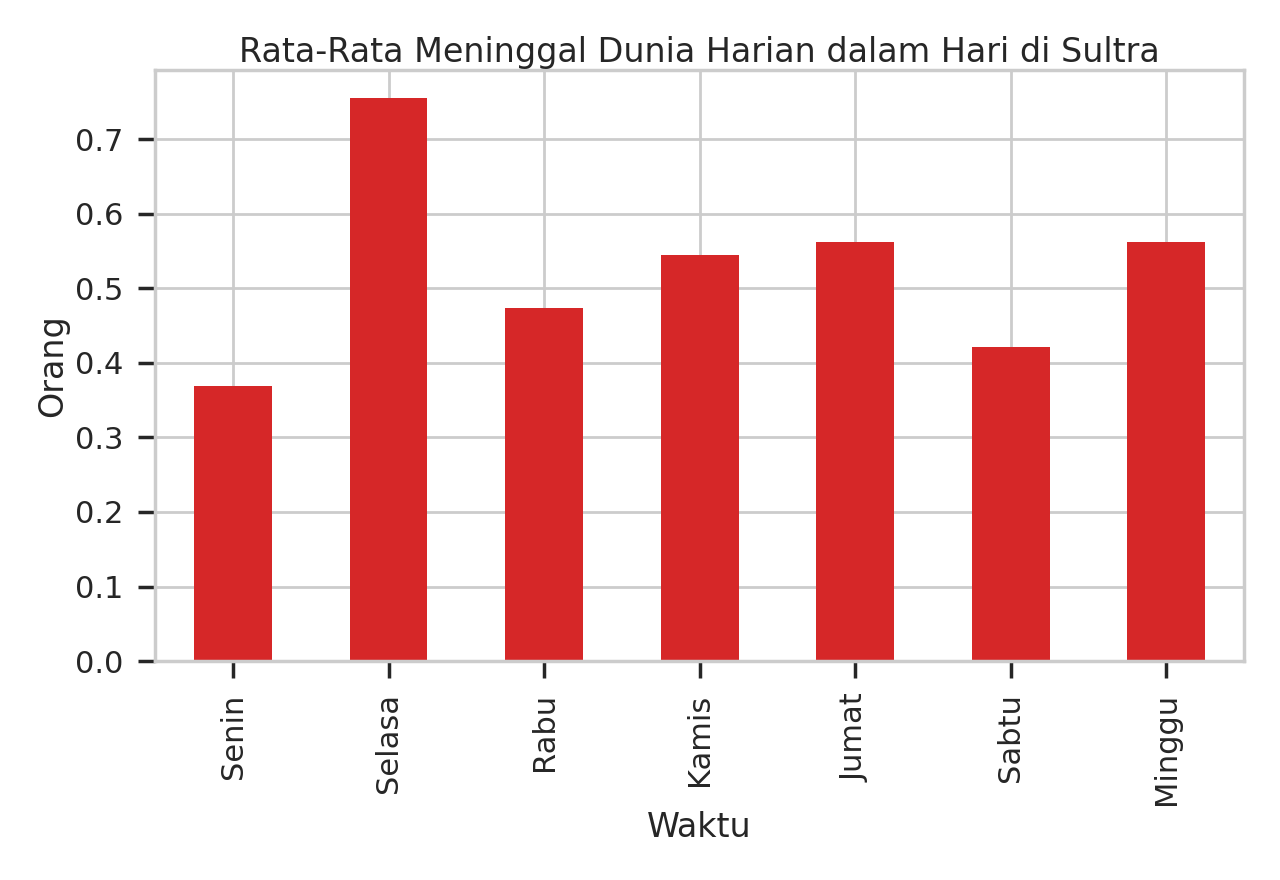 Rata-Rata Meninggal Dunia Harian dalam Hari di Sultra
0.7
0.6
0.5
0.4
0.3
0.2
0.1
0.0
Orang
Senin
Selasa
Rabu
Kamis
Jumat
Sabtu
Minggu
Waktu